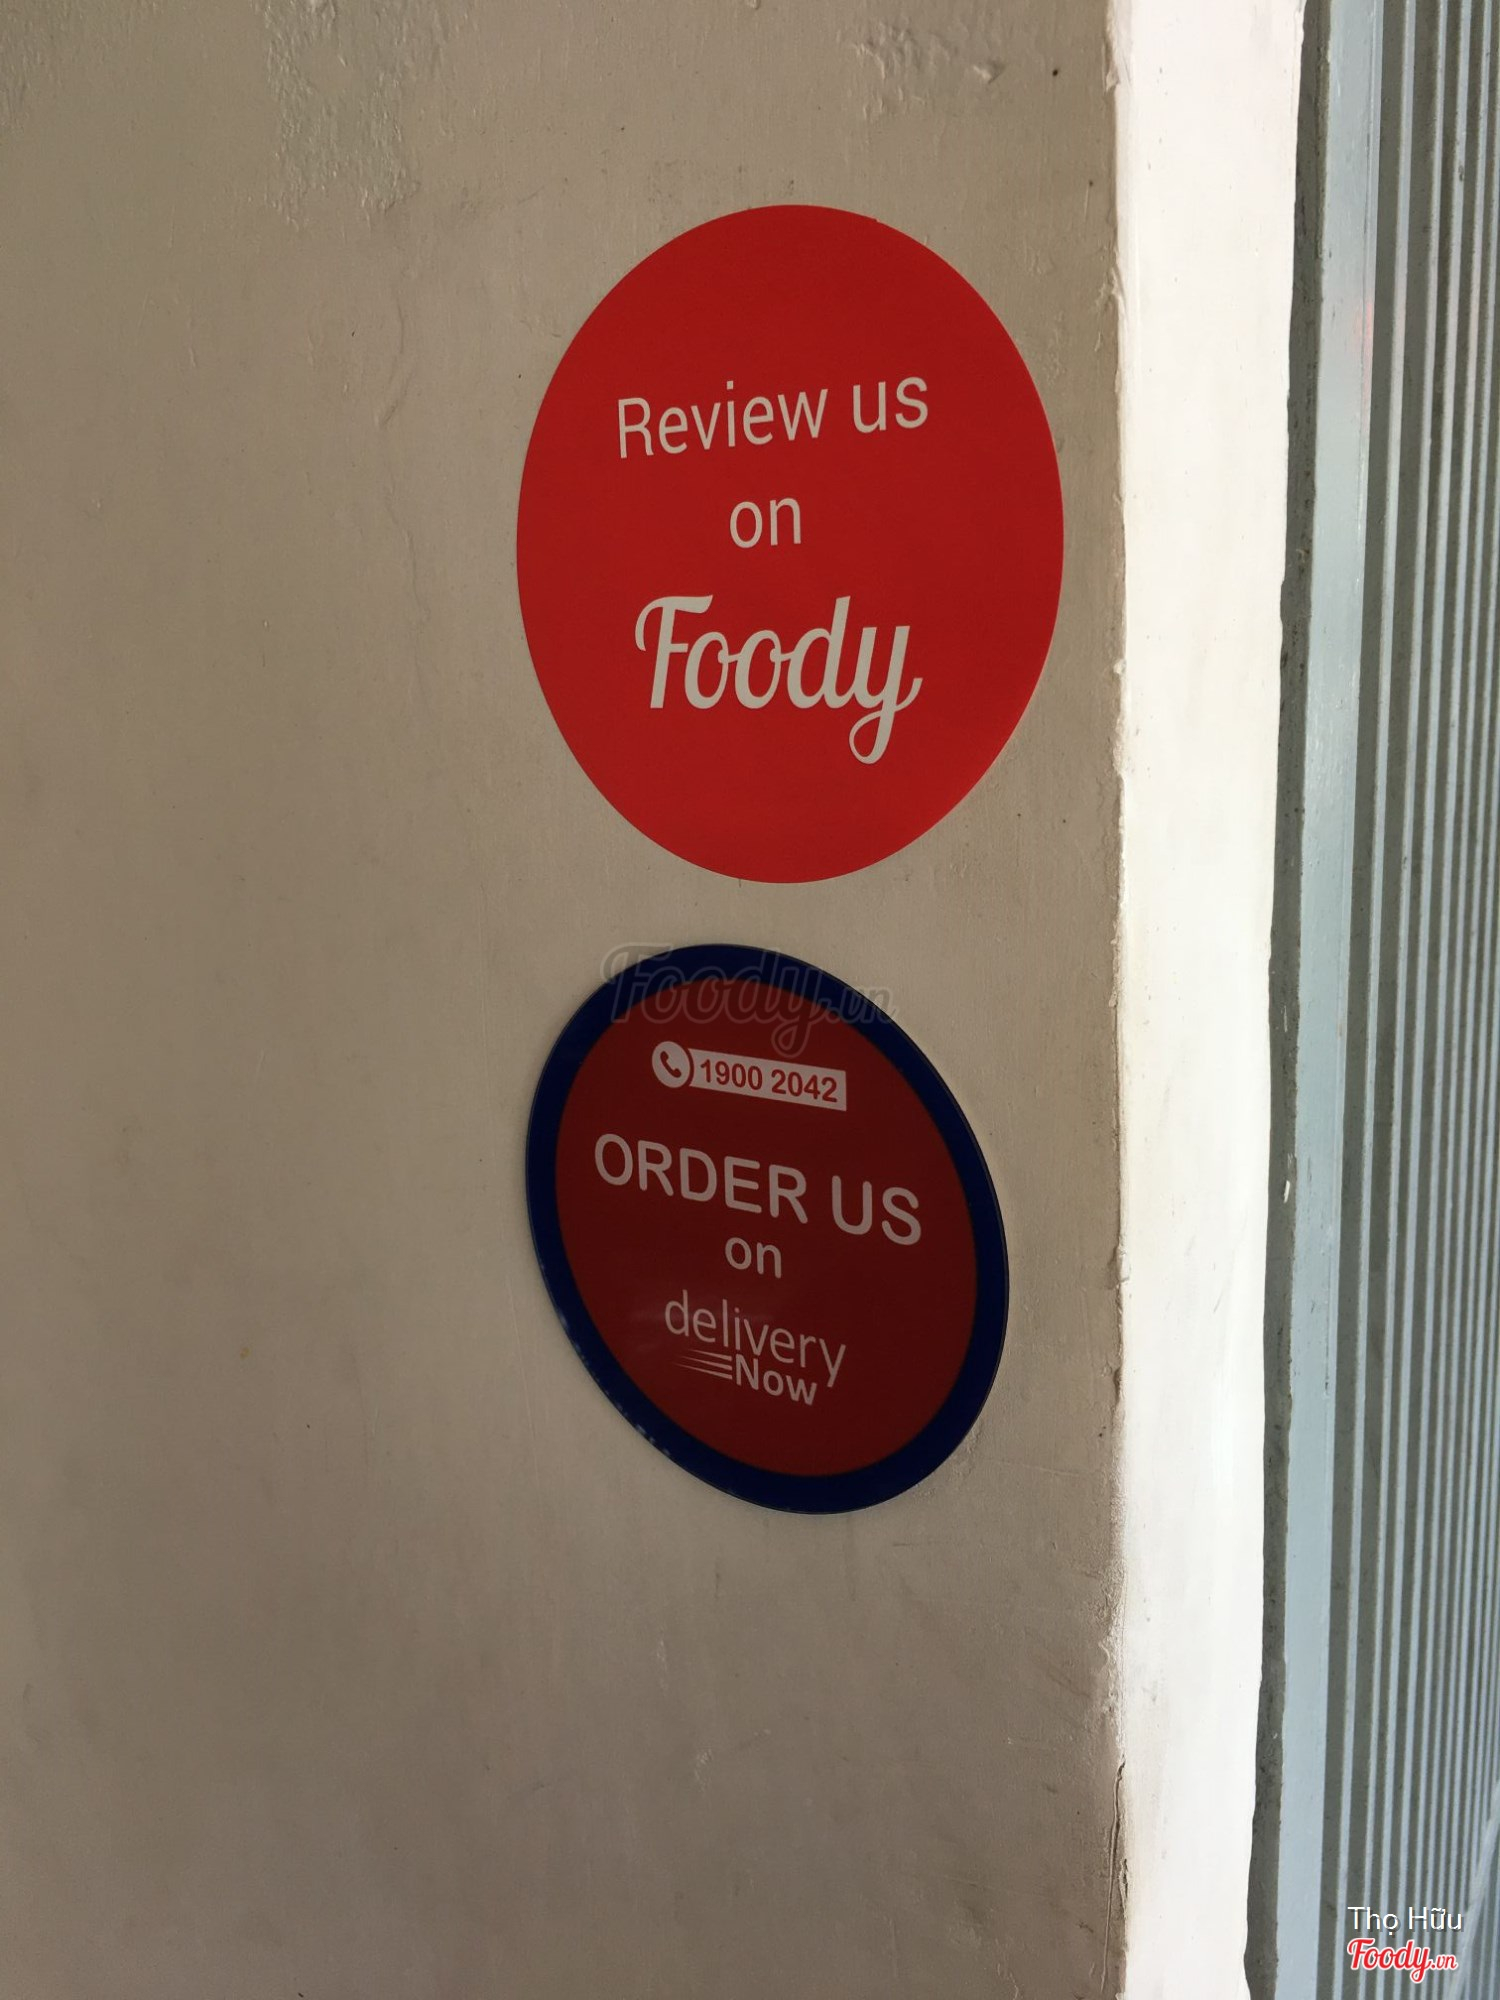 Review us
on
Foody
Foody.vn
1900 2042
ORDER US
on
delivery
Now
Thọ Hữu
Foody.vn